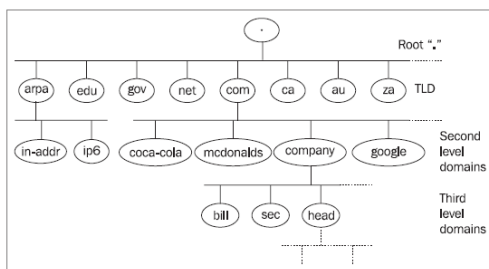 .
Root "."
arpa edu gov net com ca au za TLD
in-addr ip6 coca-cola mcdonalds company google
Second
level
domains
bill sec head
Third
level
domains